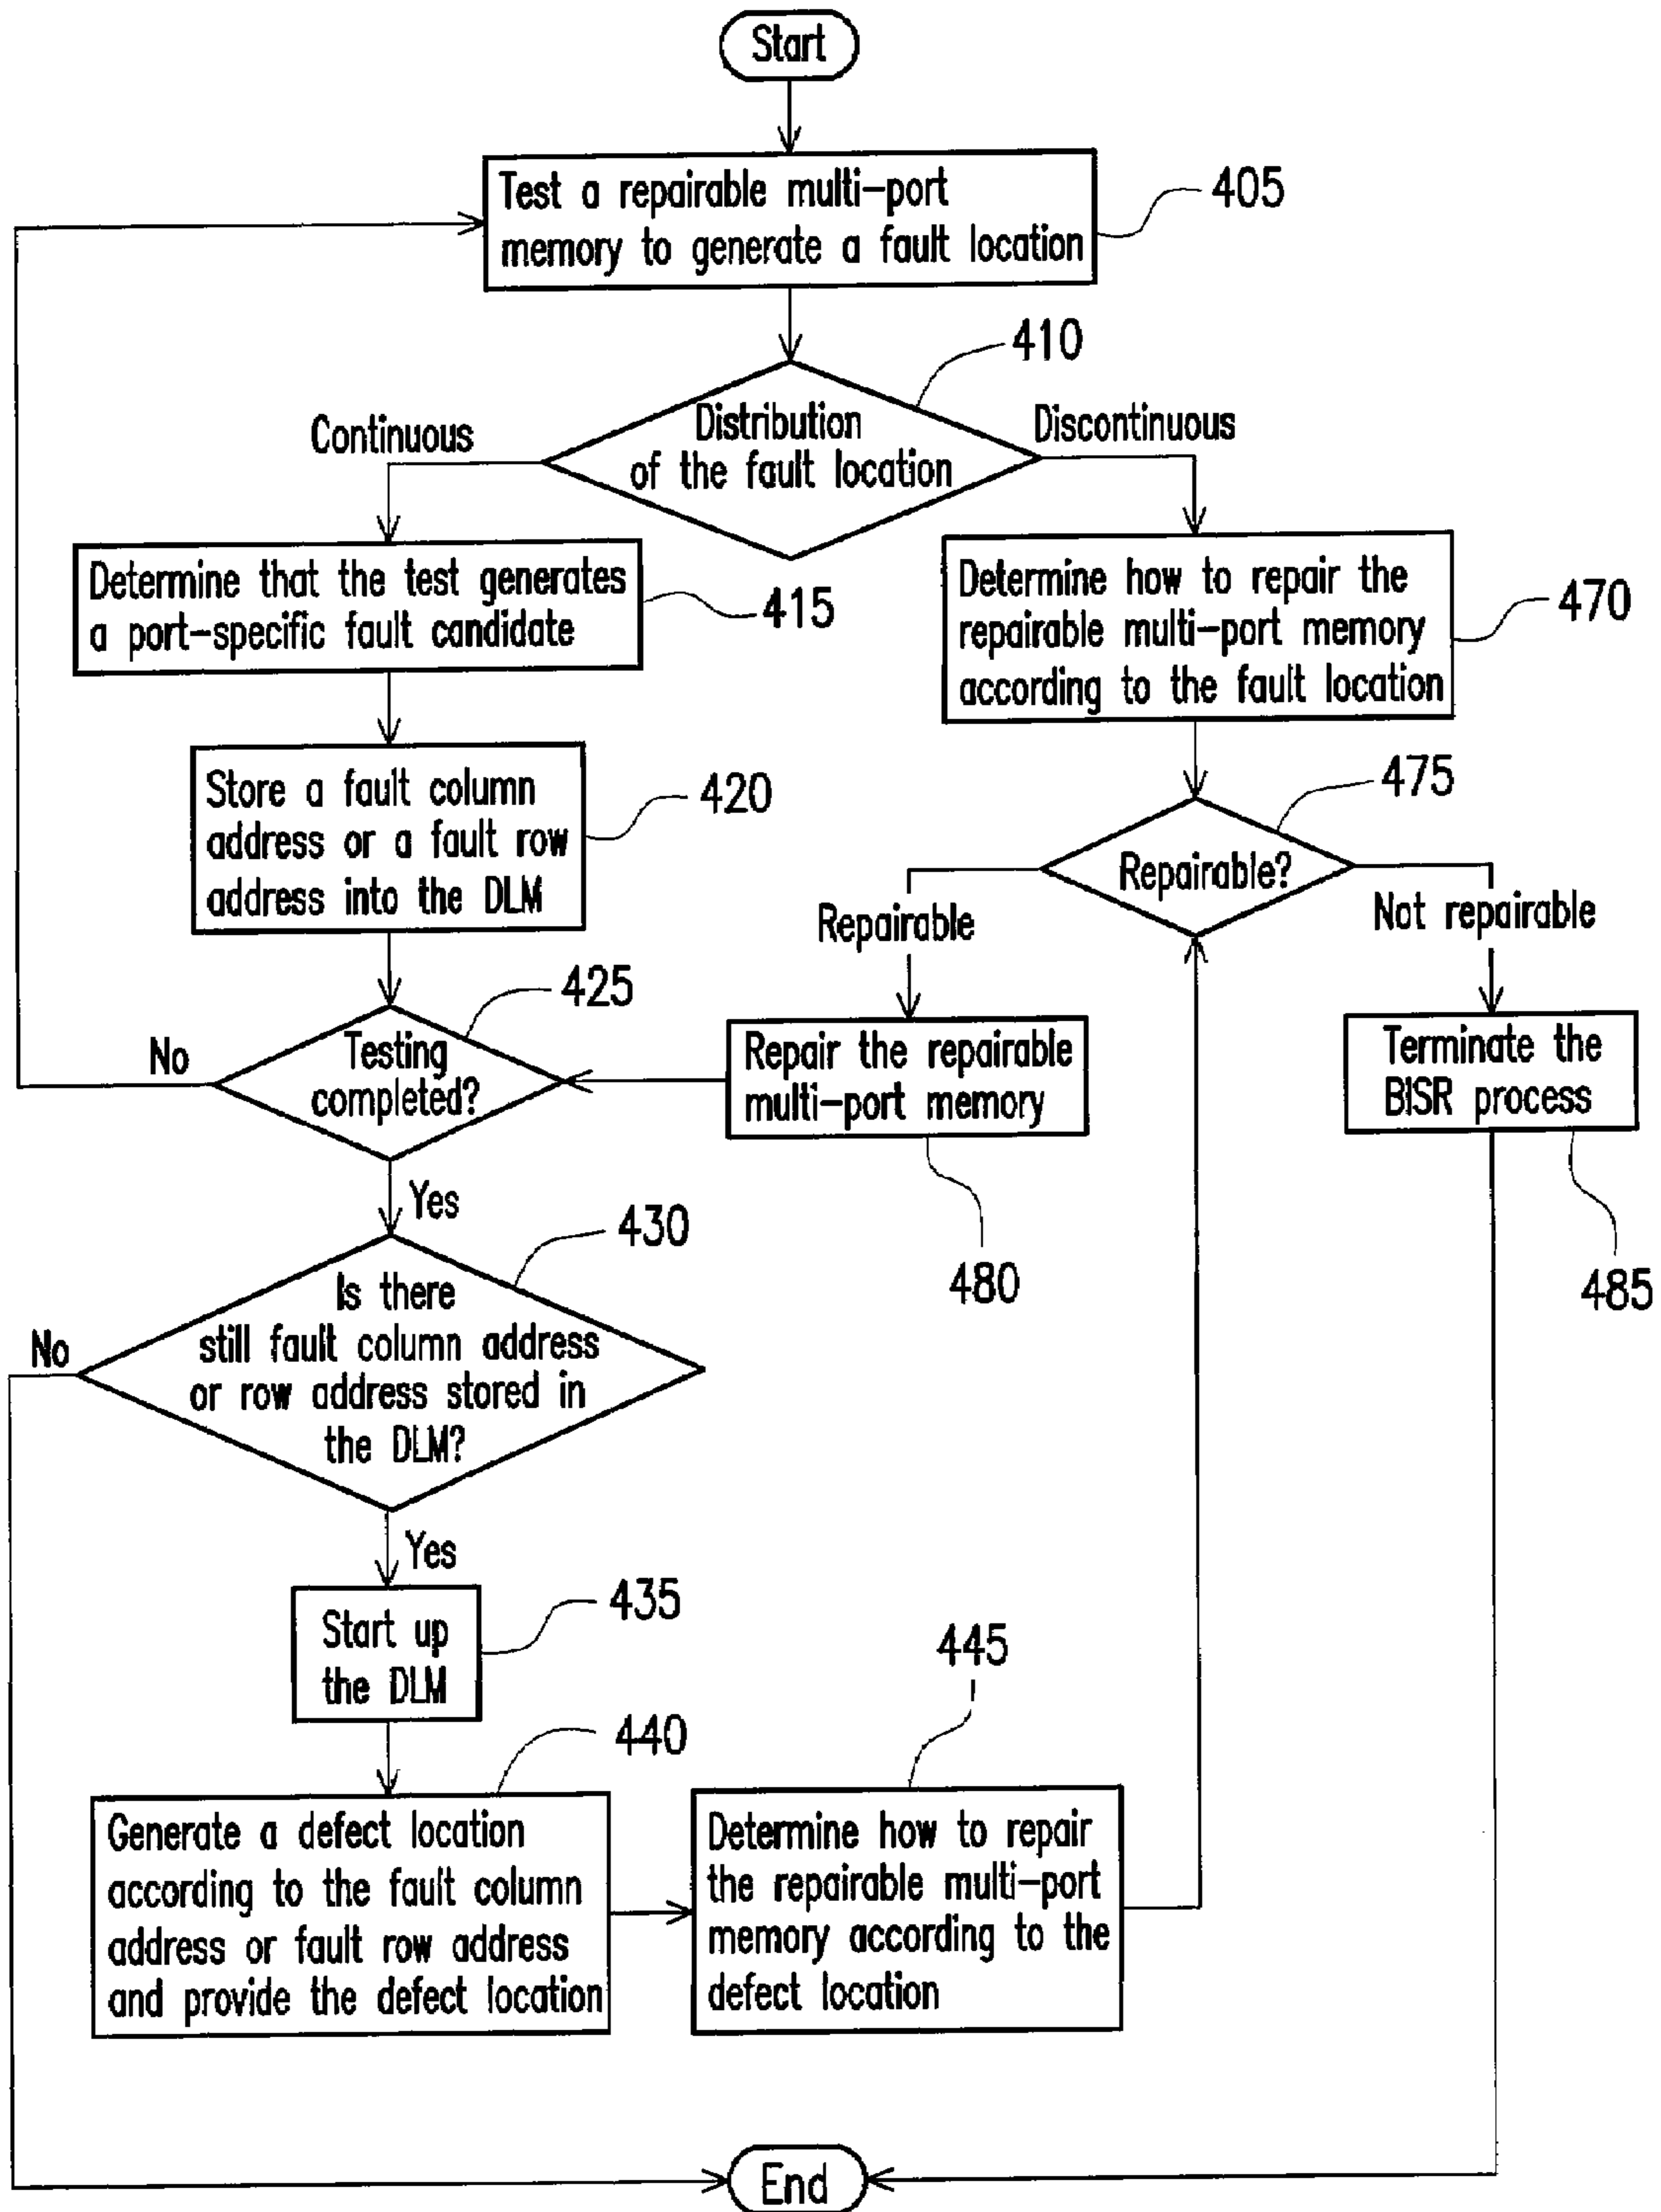 Start
Test a repairable multi-port
memory to generate a fault location
405
410
Distribution
of the fault location
Continuous
Discontinuous
Determine that the test generates
a port-specific fault candidate
415
Determine how to repair the
repairable multi-port memory
according to the fault location
470
Store a fault column
address or a fault row
address into the DLM
420
475
Repairable?
Repairable
Not repairable
425
Testing
completed?
No
Repair the repairable
multi-port memory
480
Terminate the
BISR process
485
Yes
430
Is there
still fault column address
or row address stored in
the DLM?
No
Yes
Start up
the DLM
435
440
Generate a defect location
according to the fault column
address or fault row address
and provide the defect location
445
Determine how to repair
the repairable multi-port
memory according to the
defect location
End